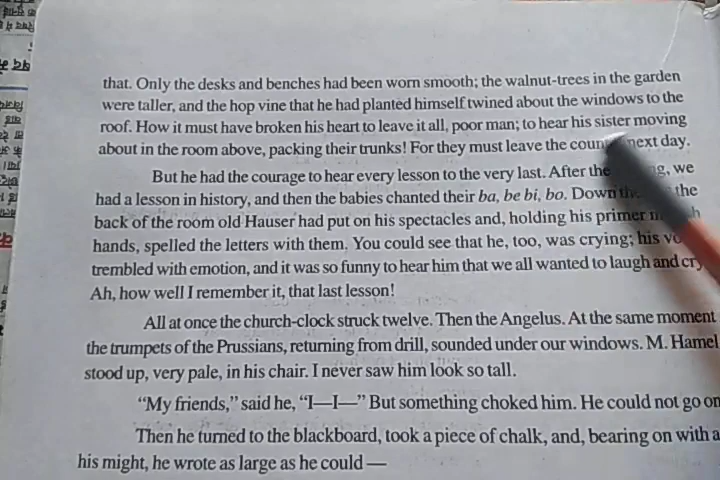 that. Only the desks and benches had been worn smooth; the walnut-trees in the garden
were taller, and the hop vine that he had planted himself twined about the windows to the
roof. How it must have broken his heart to leave it all, poor man; to hear his sister moving
about in the room above, packing their trunks! For they must leave the next day.
But he had the courage to hear every lesson to the very last. After the we
had a lesson in history, and then the babies chanted their ba, be bi, bo. Down the
back of the room old Hauser had put on his spectacles and, holding his primer
hands, spelled the letters with them. You could see that he, too, was crying; his
trembled with emotion, and it was so funny to hear him that we all wanted to laugh and cry
Ah, how well I remember it, that last lesson!
All at once the church-clock struck twelve. Then the Angelus. At the same moment
the trumpets of the Prussians, returning from drill, sounded under our windows. M. Hamel
stood up, very pale, in his chair. I never saw him look so tall.
“My friends,” said he, “I—I—” But something choked him. He could not go on
Then he turned to the blackboard, took a piece of chalk, and, bearing on with a
his might, he wrote as large as he could —